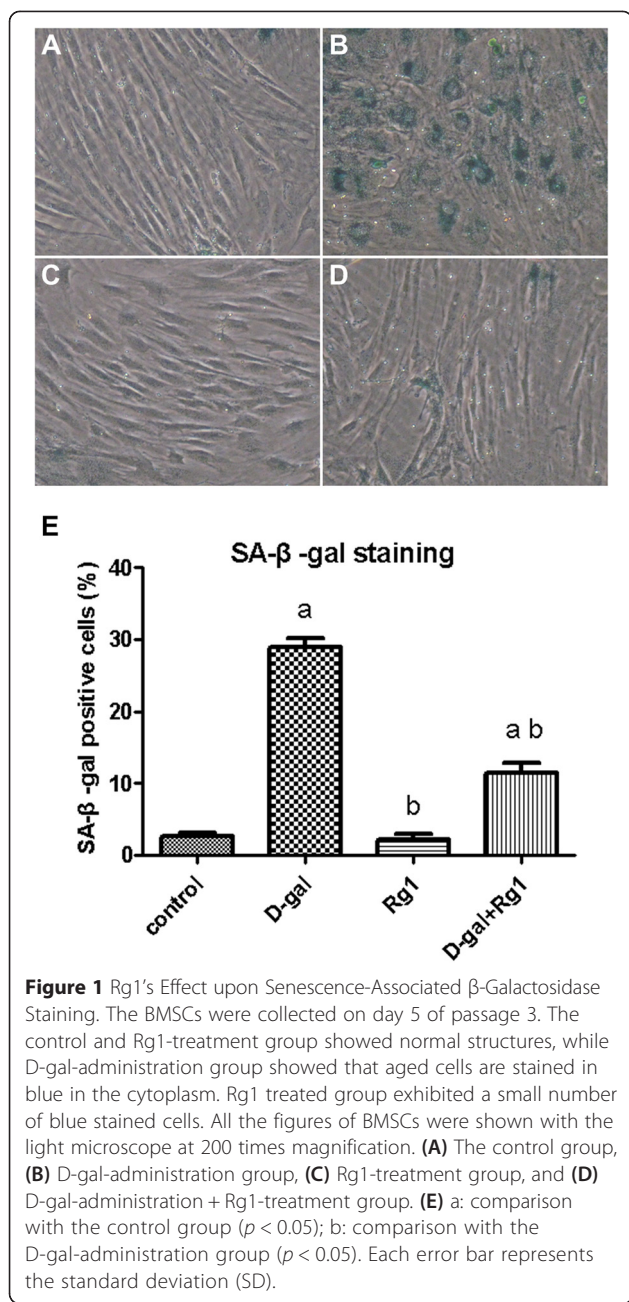 A
B
C
D
E
SA-β -gal staining
SA-β -gal positive cells (%)
40
30
20
10
0
a
b
a b
control
D-gal
Rg1
D-gal+Rg1
Figure 1 Rg1's Effect upon Senescence-Associated β-Galactosidase
Staining. The BMSCs were collected on day 5 of passage 3. The
control and Rg1-treatment group showed normal structures, while
D-gal-administration group showed that aged cells are stained in
blue in the cytoplasm. Rg1 treated group exhibited a small number
of blue stained cells. All the figures of BMSCs were shown with the
light microscope at 200 times magnification. (A) The control group,
(B) D-gal-administration group, (C) Rg1-treatment group, and (D)
D-gal-administration + Rg1-treatment group. (E) a: comparison
with the control group (p < 0.05); b: comparison with the
D-gal-administration group (p < 0.05). Each error bar represents
the standard deviation (SD).